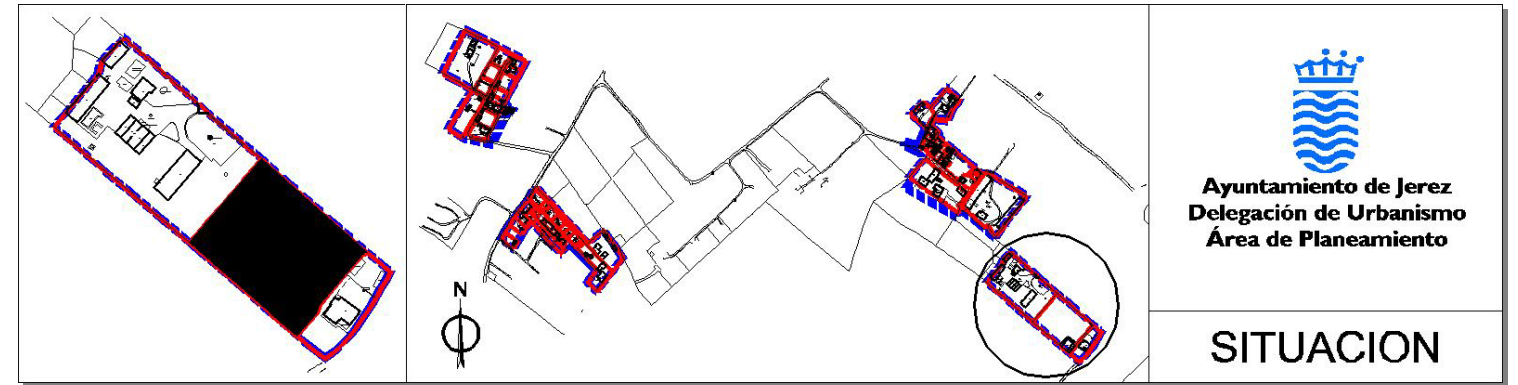 N
Ayuntamiento de Jerez
Delegación de Urbanismo
Área de Planeamiento
SITUACION